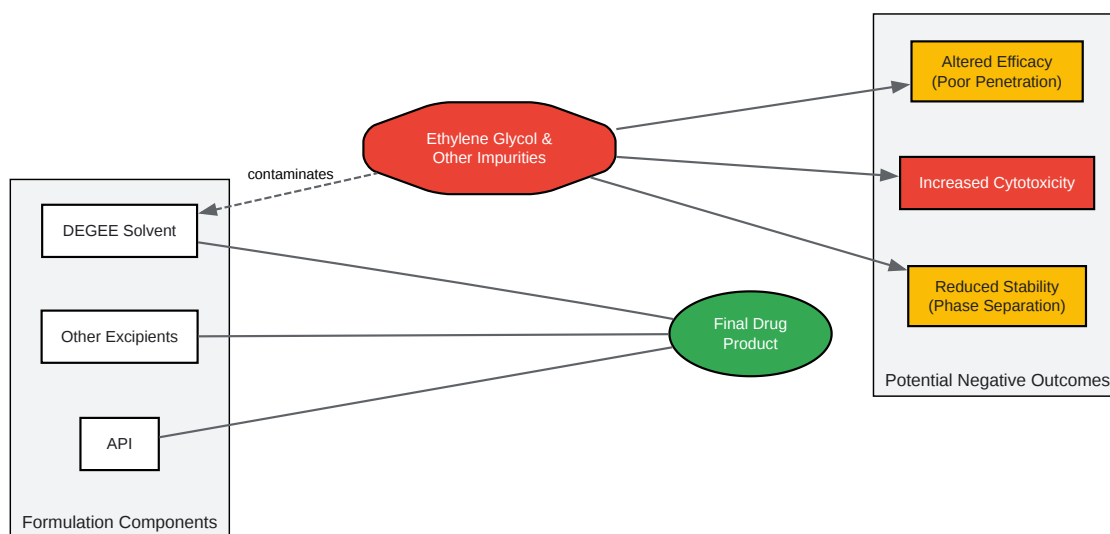 Altered Efficacy
(Poor Penetration)
Ethylene Glycol &
Other Impurities
contaminates
Increased Cytotoxicity
DEGEE Solvent
Reduced Stability
(Phase Separation)
Other Excipients
Final Drug
Product
Potential Negative Outcomes
API
Formulation Components